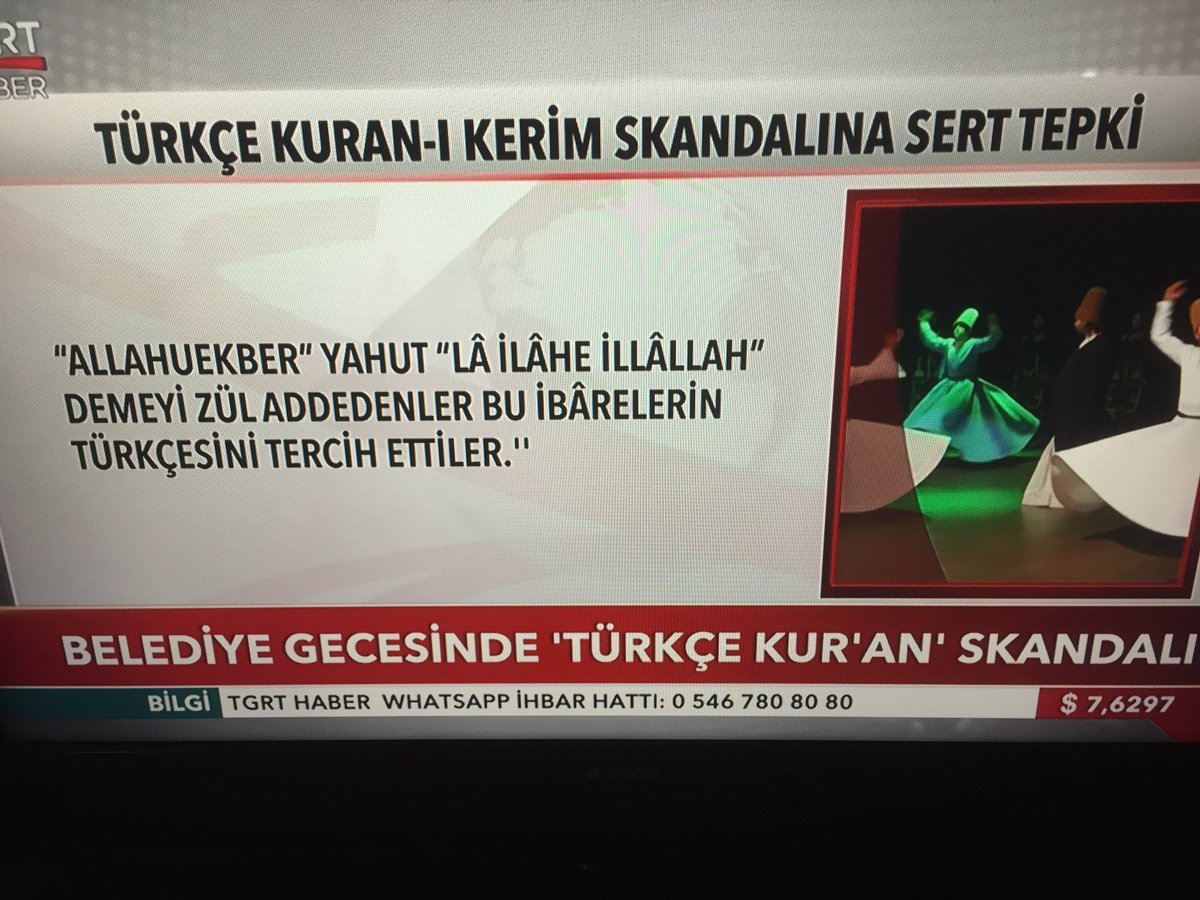 RT
BER
TÜRKÇE KURAN-I KERİM SKANDALINA SERT TEPKİ
"ALLAHUEKBER" YAHUT "LÂ İLÂHE İLLÂLLAH"
DEMEYİ ZÜL ADDEDENLER BU İBÂRELERİN
TÜRKÇESİNİ TERCİH ETTİLER."
BELEDİYE GECESİNDE 'TÜRKÇE KUR'AN' SKANDALI
BİLGİ TGRT HABER WHATSAPP İHBAR HATTI: 0 546 780 80 80 $ 7,6297